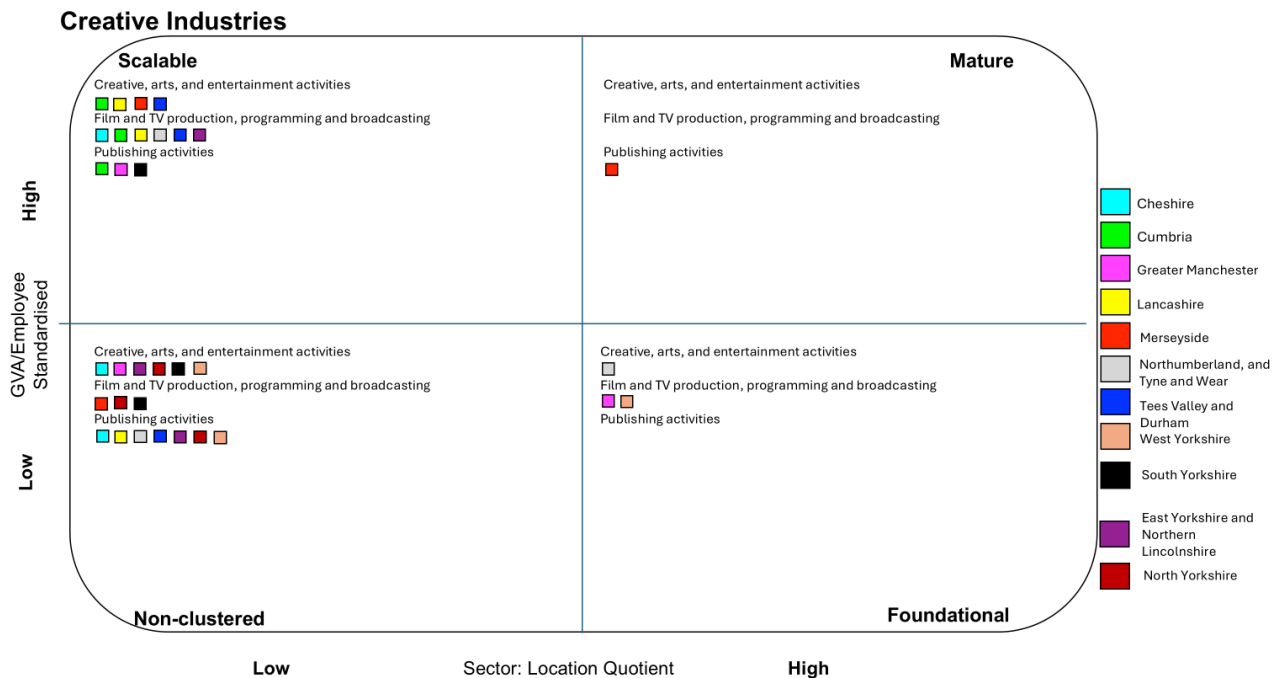 Creative Industries
Scalable
Mature
Creative, arts, and entertainment activities
Film and TV production, programming and broadcasting
Publishing activities
Creative, arts, and entertainment activities
Film and TV production, programming and broadcasting
Publishing activities
High
GVA/Employee
Standardised
Low
Creative, arts, and entertainment activities
Film and TV production, programming and broadcasting
Publishing activities
Creative, arts, and entertainment activities
Film and TV production, programming and broadcasting
Publishing activities
Non-clustered
Foundational
Low
Sector: Location Quotient
High
Cheshire
Cumbria
Greater Manchester
Lancashire
Merseyside
Northumberland, and
Tyne and Wear
Tees Valley and
Durham
West Yorkshire
South Yorkshire
East Yorkshire and
Northern
Lincolnshire
North Yorkshire